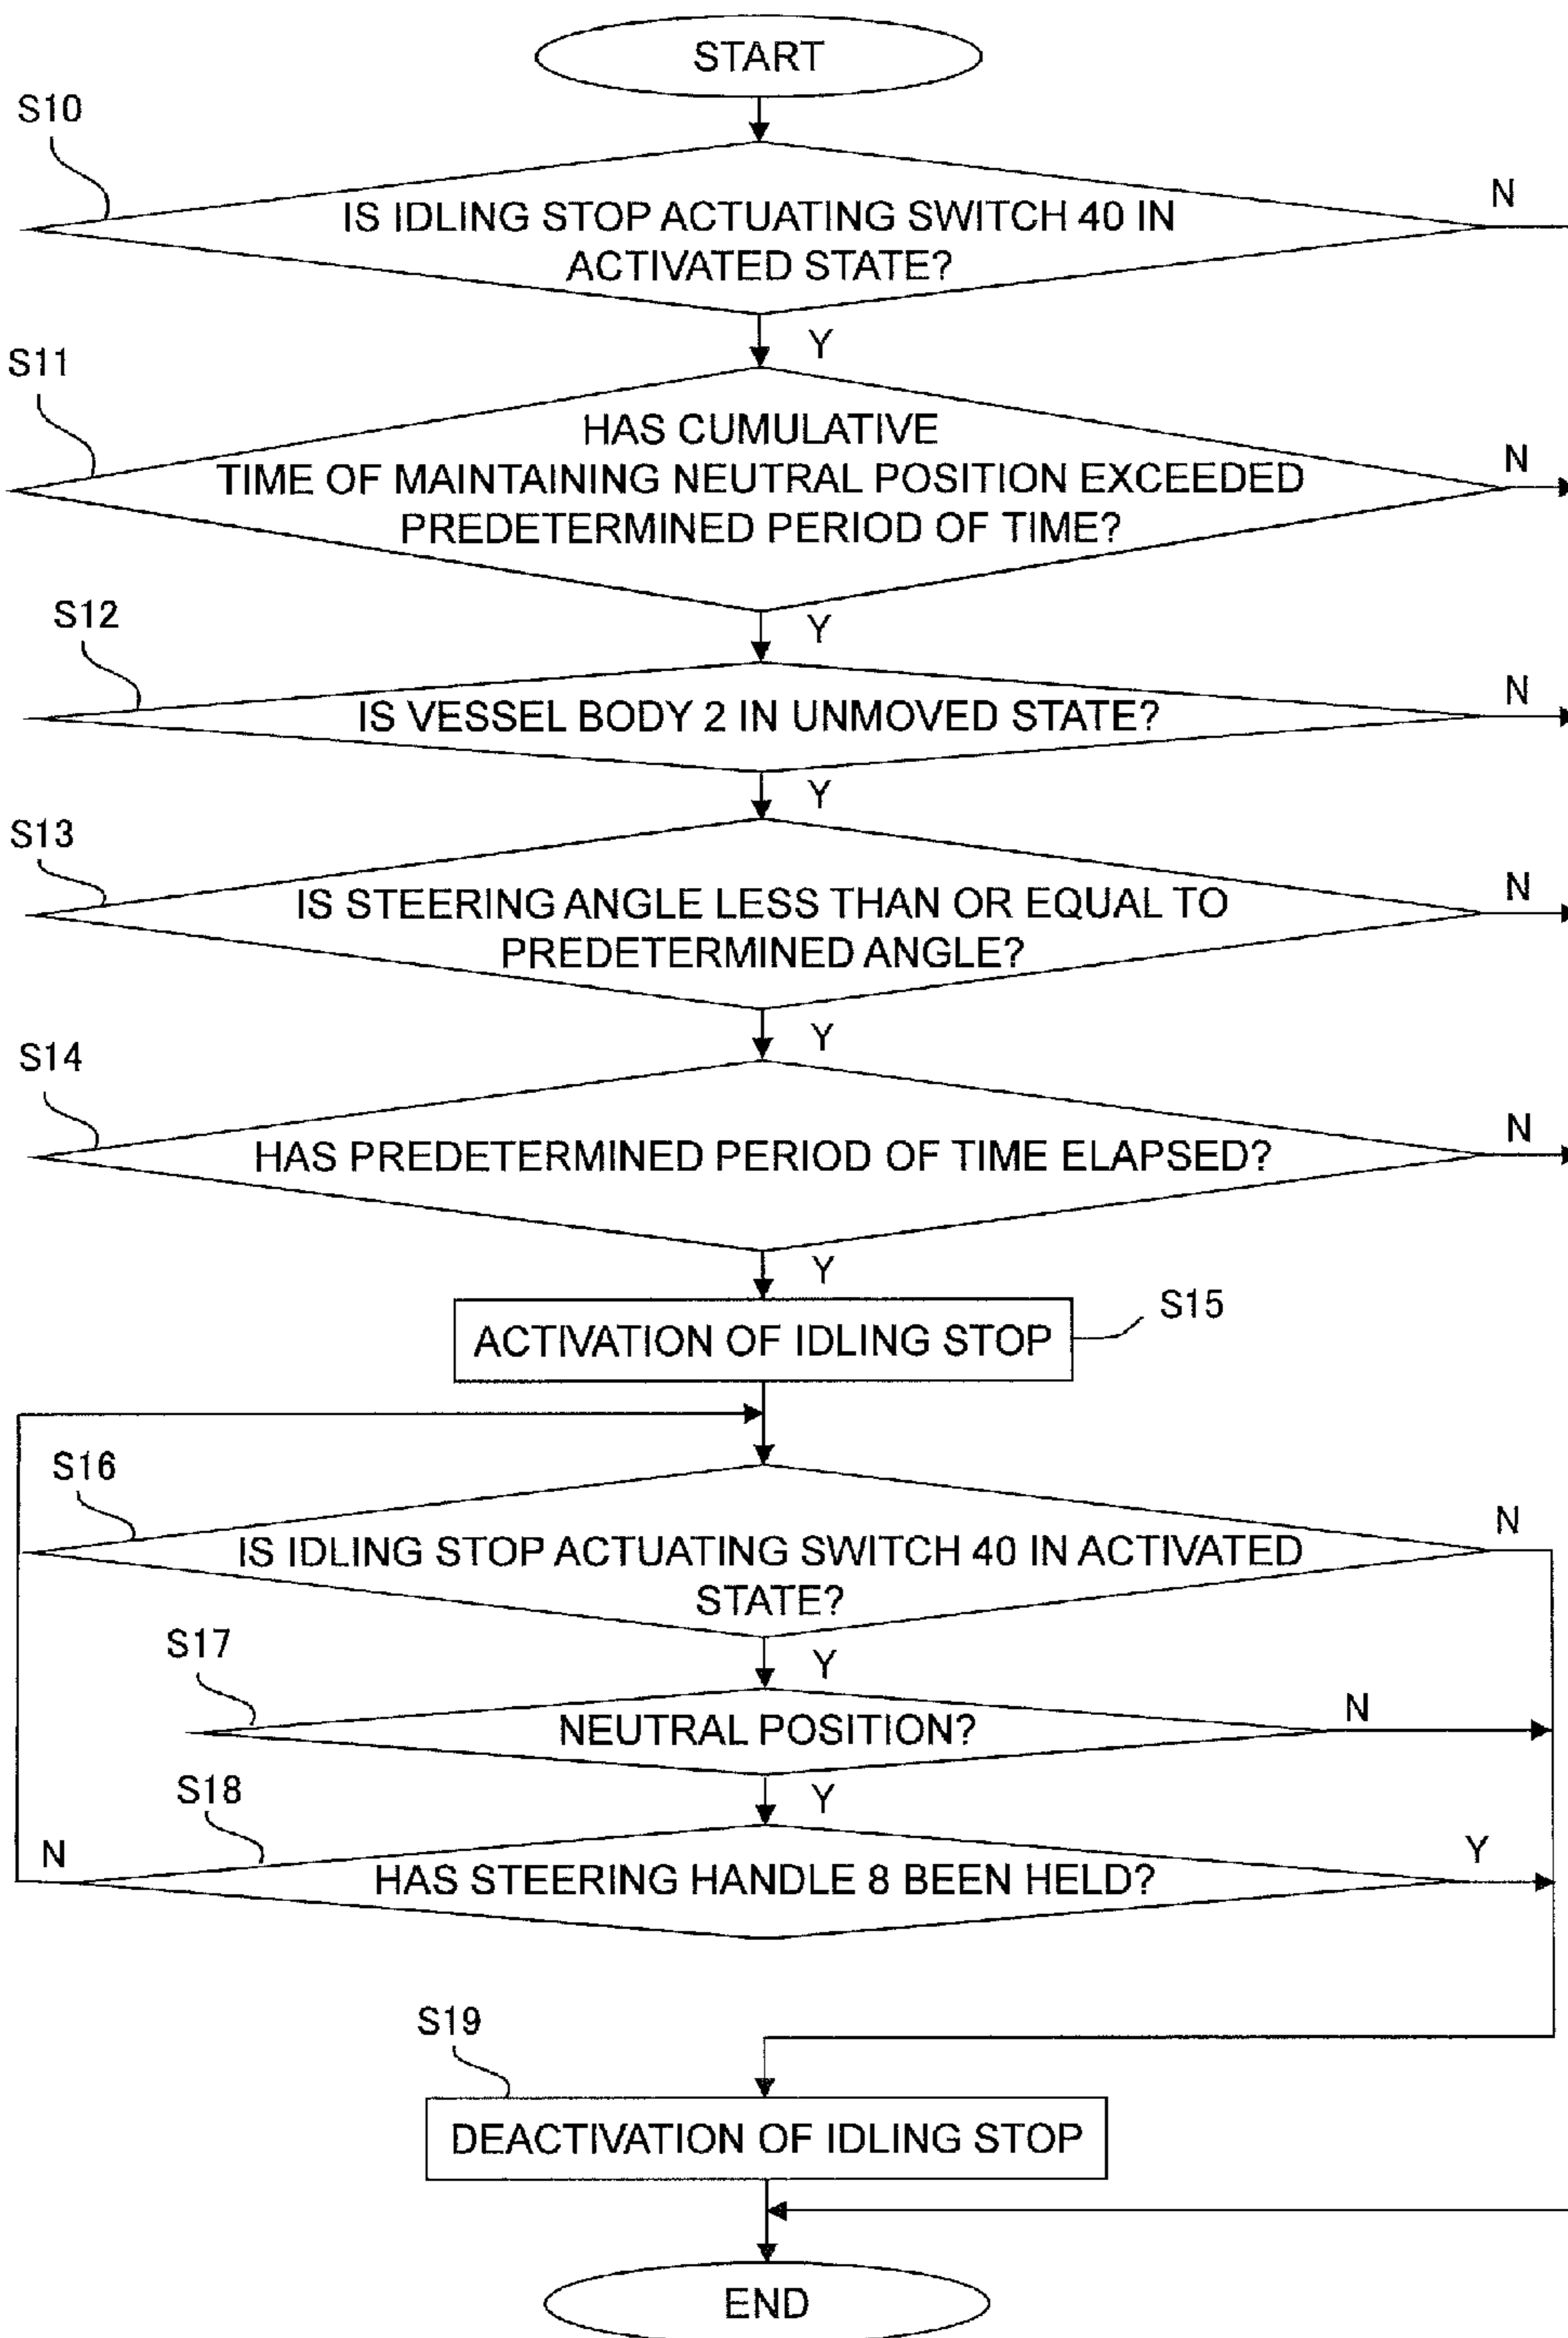 START
S10
N
IS IDLING STOP ACTUATING SWITCH 40 IN
ACTIVATED STATE?
Y
S11
HAS CUMULATIVE
TIME OF MAINTAINING NEUTRAL POSITION EXCEEDED
PREDETERMINED PERIOD OF TIME?
N
Y
S12
IS VESSEL BODY 2 IN UNMOVED STATE?
N
Y
S13
IS STEERING ANGLE LESS THAN OR EQUAL TO
PREDETERMINED ANGLE?
N
Y
S14
HAS PREDETERMINED PERIOD OF TIME ELAPSED?
N
Y
ACTIVATION OF IDLING STOP
S15
S16
IS IDLING STOP ACTUATING SWITCH 40 IN ACTIVATED
STATE?
N
Y
S17
NEUTRAL POSITION?
N
Y
S18
N
HAS STEERING HANDLE 8 BEEN HELD?
Y
S19
DEACTIVATION OF IDLING STOP
END